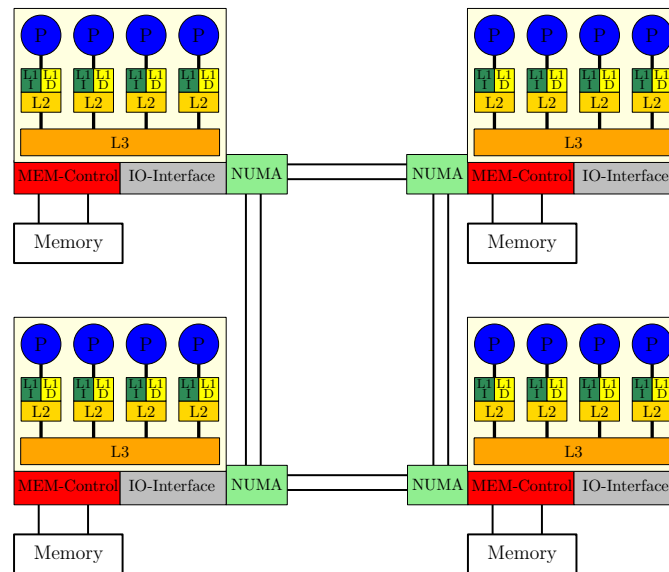 P P P P P P P P
L1 L1 L1 L1 L1 L1 L1 L1 L1 L1 L1 L1 L1 L1 L1 L1
I D I D I D I D I D I D I D I D
L2 L2 L2 L2 L2 L2 L2 L2
L3 L3
MEM-Control IO-Interface NUMA NUMA MEM-Control IO-Interface
Memory Memory
P P P P P P P P
L1 L1 L1 L1 L1 L1 L1 L1 L1 L1 L1 L1 L1 L1 L1 L1
I D I D I D I D I D I D I D I D
L2 L2 L2 L2 L2 L2 L2 L2
L3 L3
MEM-Control IO-Interface NUMA NUMA MEM-Control IO-Interface
Memory Memory